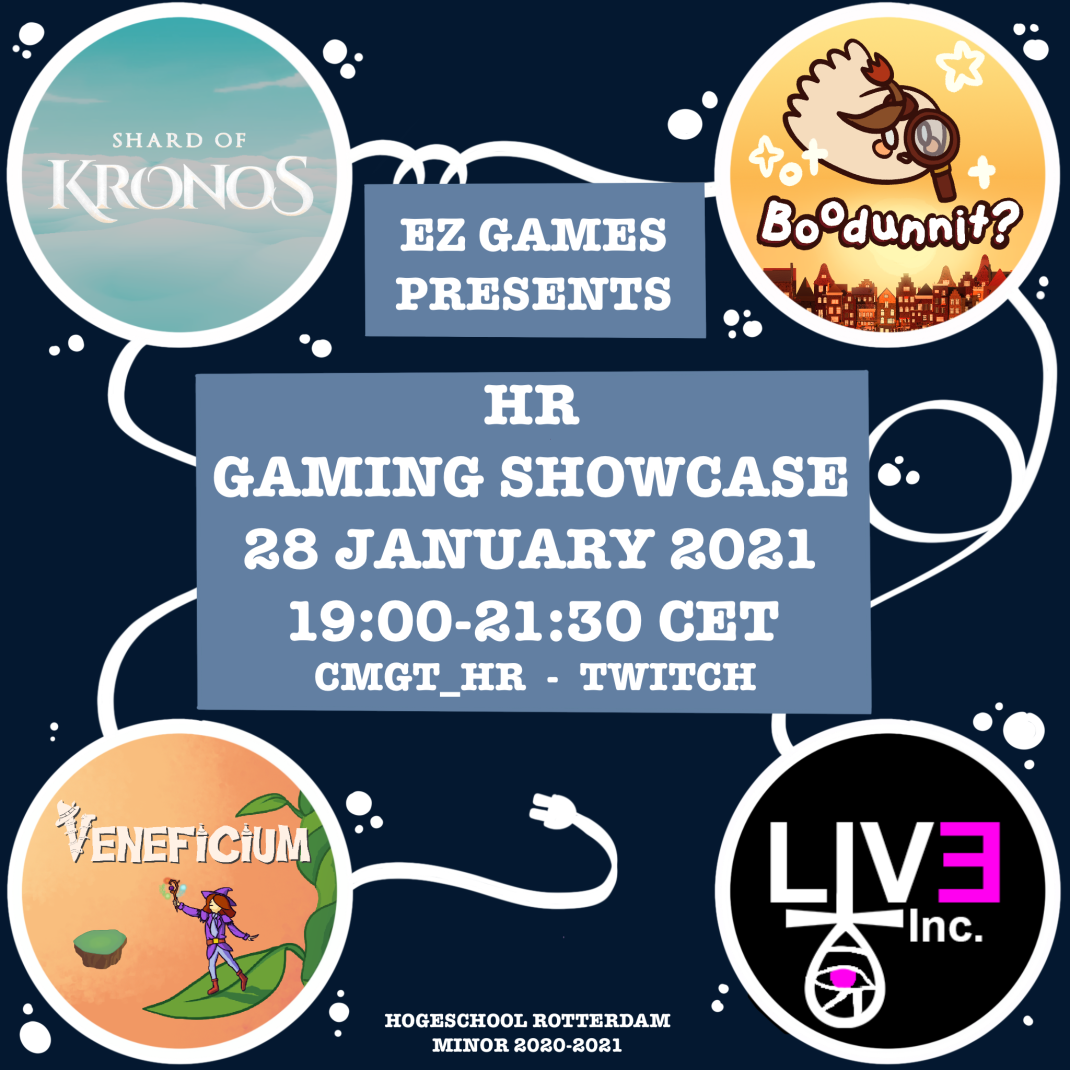 SHARD OF
KRONOS
Boodunnit?
EZ GAMES
PRESENTS
HR
GAMING SHOWCASE
28 JANUARY 2021
19:00-21:30 CET
CMGT_HR - TWITCH
VENEFICIUM
LIVƎ
Inc.
HOGESCHOOL ROTTERDAM
MINOR 2020-2021